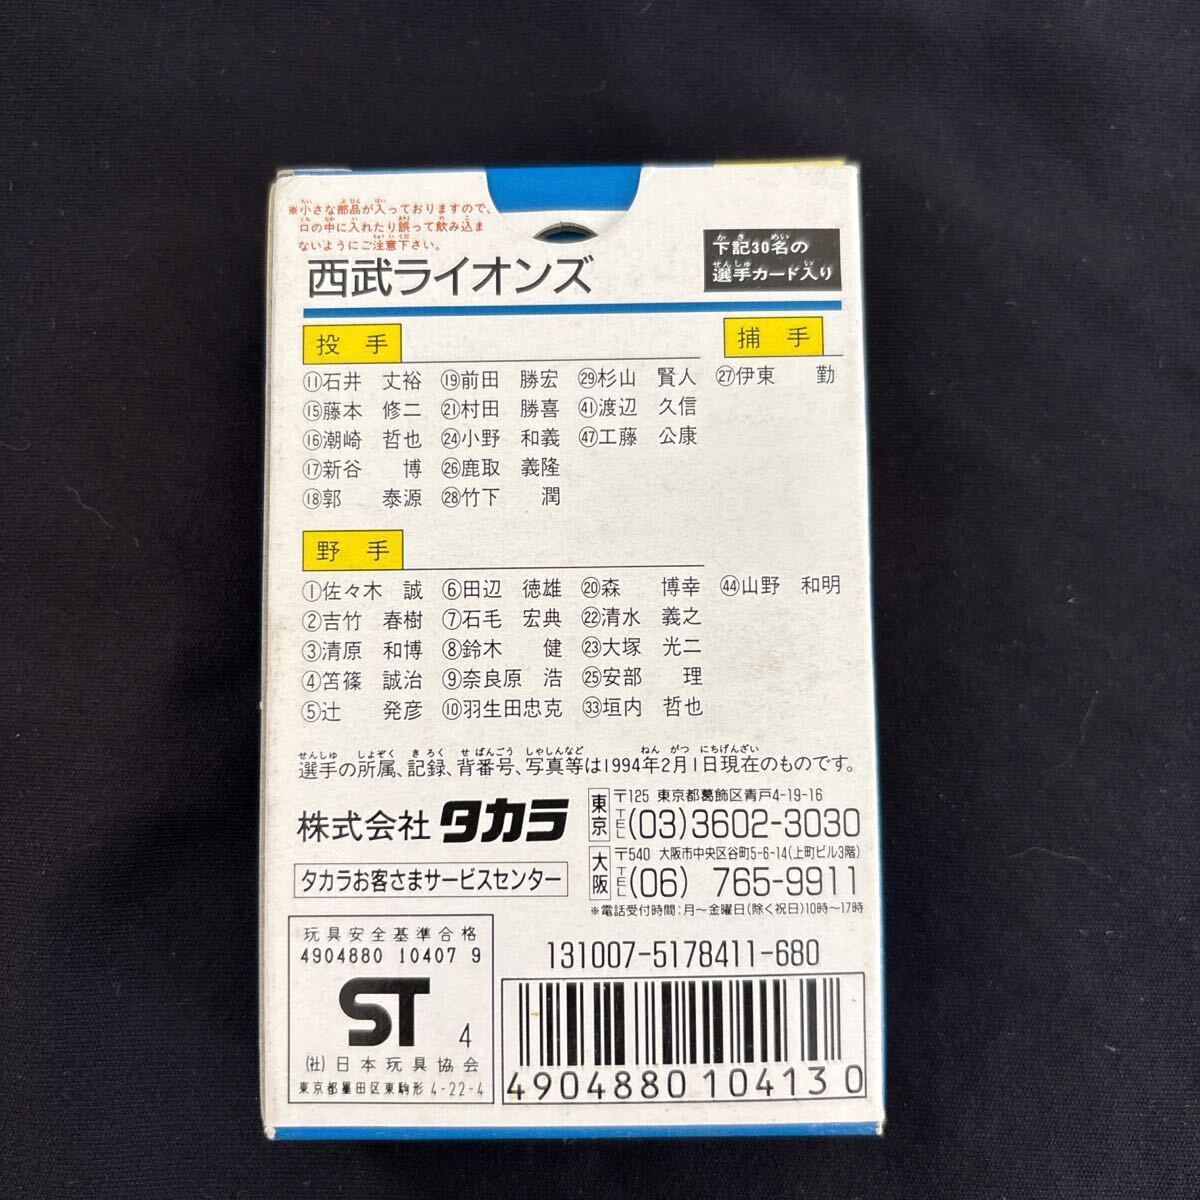 ※小さな部品が入っておりますので、
口の中に入れたり誤って飲み込ま
ないようにご注意下さい。
下記30名の
選手カード入り
西武ライオンズ
投手
⑪石井 丈裕 ⑲前田 勝宏 ㉙杉山 賢人
⑮藤本 修二 ㉑村田 勝喜 ㊶渡辺 久信
⑯潮崎 哲也 ㉔小野 和義 ㊼工藤 公康
⑰新谷 博 ㉖鹿取 義隆
⑱郭 泰源 ㉘竹下 潤
捕手
㉗伊東 勤
野手
①佐々木 誠 ⑥田辺 徳雄 ⑳森 博幸 ㊹山野 和明
②吉竹 春樹 ⑦石毛 宏典 ㉒清水 義之
③清原 和博 ⑧鈴木 健 ㉓大塚 光二
④笘篠 誠治 ⑨奈良原 浩 ㉕安部 理
⑤辻 発彦 ⑩羽生田忠克 ㉝垣内 哲也
選手の所属、記録、背番号、写真等は1994年2月1日現在のものです。
株式会社 タカラ
タカラお客さまサービスセンター
東京 〒125 東京都葛飾区青戸4-19-16
TEL (03)3602-3030
大阪 〒540 大阪市中央区谷町5-6-14(上町ビル3階)
TEL (06) 765-9911
※電話受付時間:月〜金曜日(除く祝日)10時〜17時
玩具安全基準合格
4904880 10407 9
ST 4
(社)日本玩具協会
東京都墨田区東駒形 4-22-4
131007-5178411-680
4904880104130